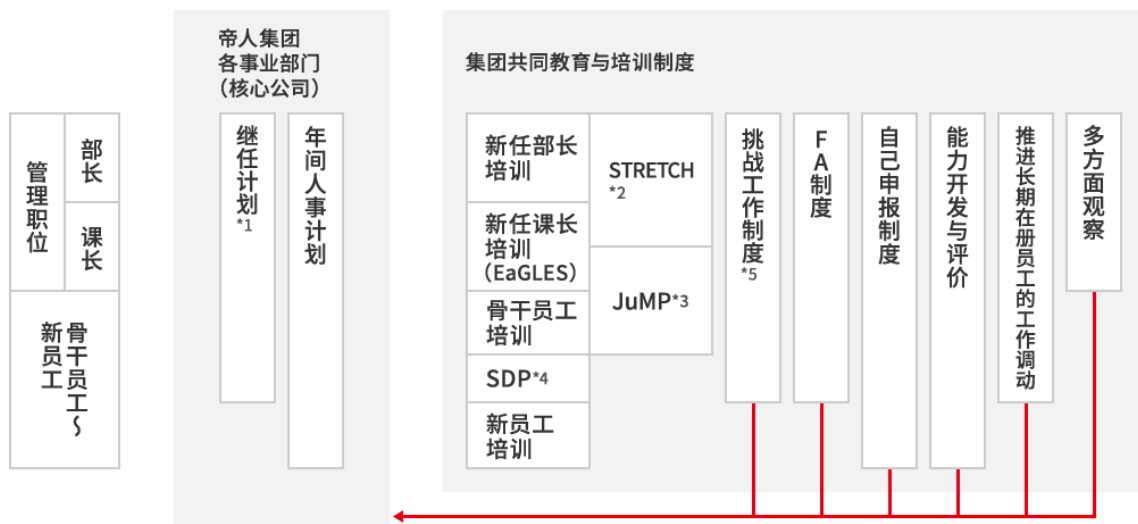 帝人集团
各事业部门
（核心公司）
集团共同教育与培训制度
管理职位
部长
课长
骨干员工～
新员工
继任计划
*1
年间人事计划
新任部长
培训
新任课长
培训
（EaGLES）
骨干员工
培训
SDP*4
新员工
培训
STRETCH
*2
JuMP*3
挑战工作制度
*5
FA制度
自己申报制度
能力开发与评价
推进长期在册员工的工作调动
多方面观察